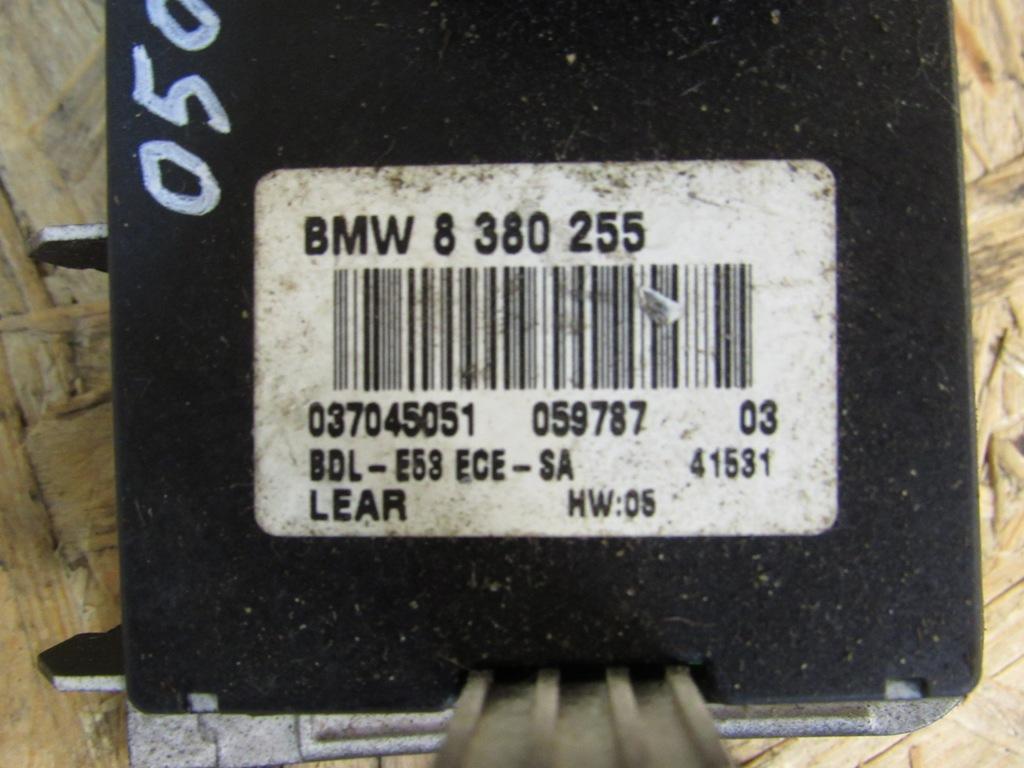 050
BMW 8 380 255
037045051 059787 03
BDL-E53 ECE-SA 41531
LEAR HW:05